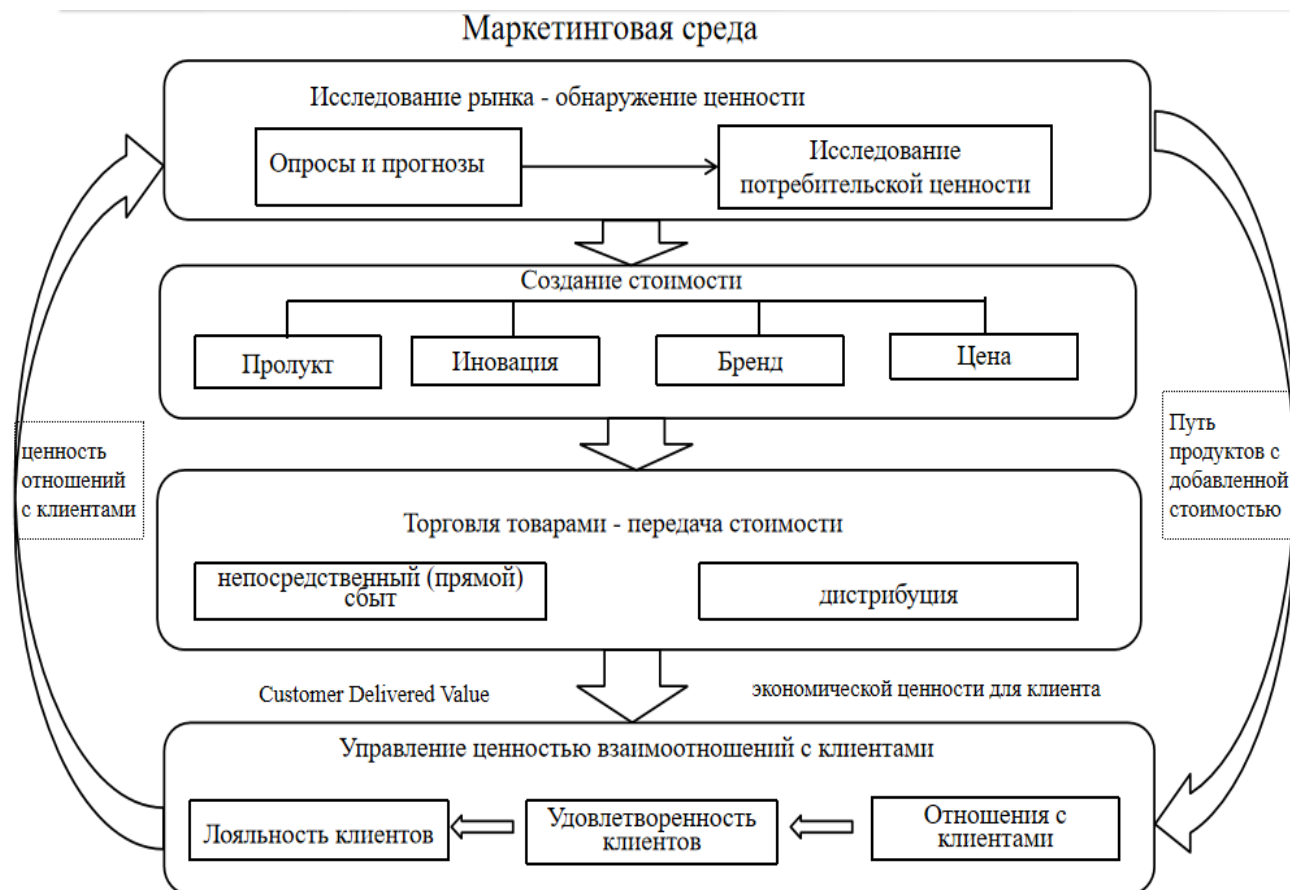 Маркетинговая среда
Исследование рынка - обнаружение ценности
Опросы и прогнозы
Исследование
потребительской ценности
Создание стоимости
Пролукт
Иновация
Бренд
Цена
ценность
отношений
с клиентами
Путь
продуктов с
добавленной
стоимостью
Торговля товарами - передача стоимости
непосредственный (прямой)
сбыт
дистрибуция
Customer Delivered Value
экономической ценности для клиента
Управление ценностью взаимоотношений с клиентами
Лояльность клиентов
Удовлетворенность
клиентов
Отношения с
клиентами